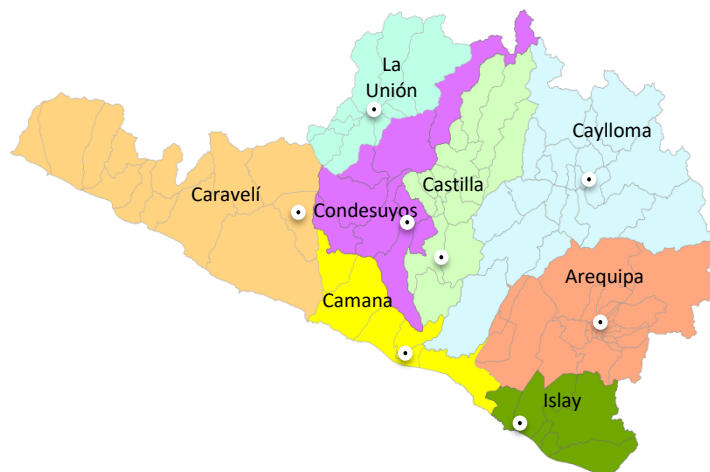 La
Unión
Caylloma
Caravelí
Condesuyos
Castilla
Arequipa
Camana
Islay